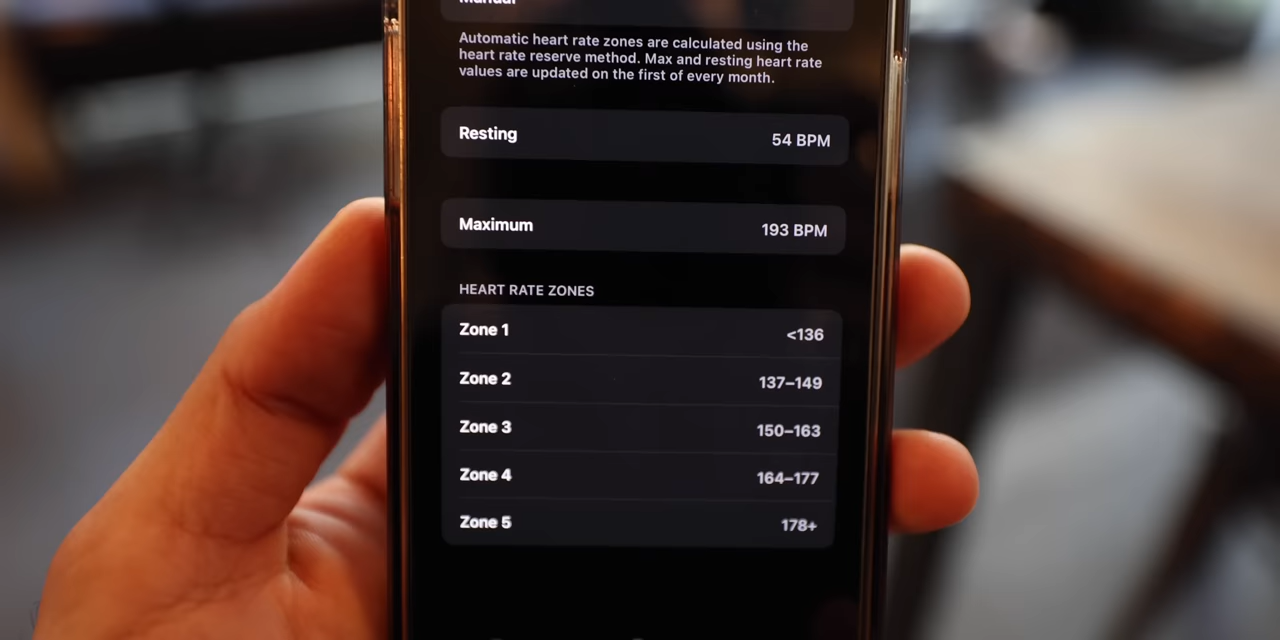 Manual
Automatic heart rate zones are calculated using the
heart rate reserve method. Max and resting heart rate
values are updated on the first of every month.
Resting 54 BPM
Maximum 193 BPM
HEART RATE ZONES
Zone 1 <136
Zone 2 137–149
Zone 3 150–163
Zone 4 164–177
Zone 5 178+